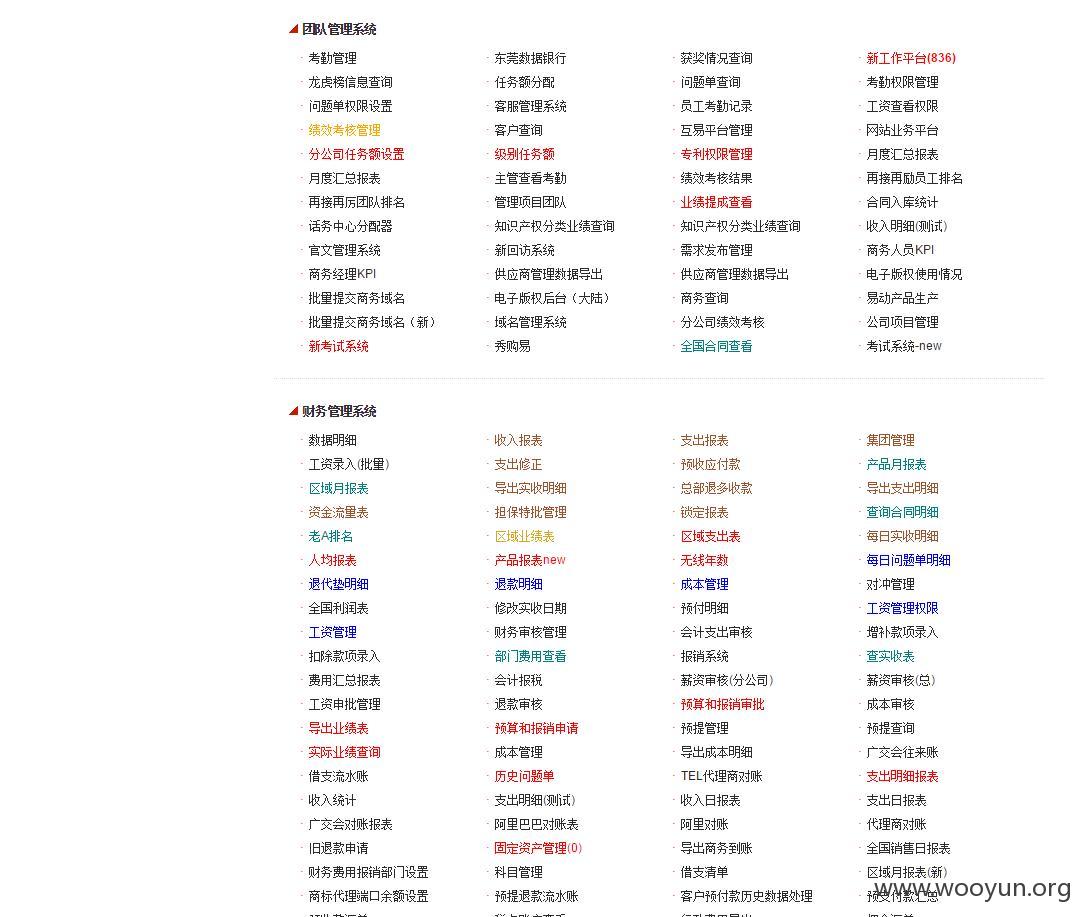 团队管理系统
· 考勤管理 · 东莞数据银行 · 获奖情况查询 · 新工作平台(836)
· 龙虎榜信息查询 · 任务额分配 · 问题单查询 · 考勤权限管理
· 问题单权限设置 · 客服管理系统 · 员工考勤记录 · 工资查看权限
· 绩效考核管理 · 客户查询 · 互易平台管理 · 网站业务平台
· 分公司任务额设置 · 级别任务额 · 专利权限管理 · 月度汇总报表
· 月度汇总报表 · 主管查看考勤 · 绩效考核结果 · 再接再励员工排名
· 再接再厉团队排名 · 管理项目团队 · 业绩提成查看 · 合同入库统计
· 话务中心分配器 · 知识产权分类业绩查询 · 知识产权分类业绩查询 · 收入明细(测试)
· 官文管理系统 · 新回访系统 · 需求发布管理 · 商务人员KPI
· 商务经理KPI · 供应商管理数据导出 · 供应商管理数据导出 · 电子版权使用情况
· 批量提交商务域名 · 电子版权后台（大陆） · 商务查询 · 易动产品生产
· 批量提交商务域名（新） · 域名管理系统 · 分公司绩效考核 · 公司项目管理
· 新考试系统 · 秀购易 · 全国合同查看 · 考试系统-new
财务管理系统
· 数据明细 · 收入报表 · 支出报表 · 集团管理
· 工资录入(批量) · 支出修正 · 预收应付款 · 产品月报表
· 区域月报表 · 导出实收明细 · 总部退多收款 · 导出支出明细
· 资金流量表 · 担保特批管理 · 锁定报表 · 查询合同明细
· 老A排名 · 区域业绩表 · 区域支出表 · 每日实收明细
· 人均报表 · 产品报表new · 无线年数 · 每日问题单明细
· 退代垫明细 · 退款明细 · 成本管理 · 对冲管理
· 全国利润表 · 修改实收日期 · 预付明细 · 工资管理权限
· 工资管理 · 财务审核管理 · 会计支出审核 · 增补款项录入
· 扣除款项录入 · 部门费用查看 · 报销系统 · 查实收表
· 费用汇总报表 · 会计报税 · 薪资审核(分公司) · 薪资审核(总)
· 工资申批管理 · 退款审核 · 预算和报销审批 · 成本审核
· 导出业绩表 · 预算和报销申请 · 预提管理 · 预提查询
· 实际业绩查询 · 成本管理 · 导出成本明细 · 广交会往来账
· 借支流水账 · 历史问题单 · TEL代理商对账 · 支出明细报表
· 收入统计 · 支出明细(测试) · 收入日报表 · 支出日报表
· 广交会对账报表 · 阿里巴巴对账表 · 阿里对账 · 代理商对账
· 旧退款申请 · 固定资产管理(0) · 导出商务到账 · 全国销售日报表
· 财务费用报销部门设置 · 科目管理 · 借支清单 · 区域月报表(新)
· 商标代理端口余额设置 · 预提退款流水账 · 客户预付款历史数据处理 · 预支付款汇总
www.wooyun.org